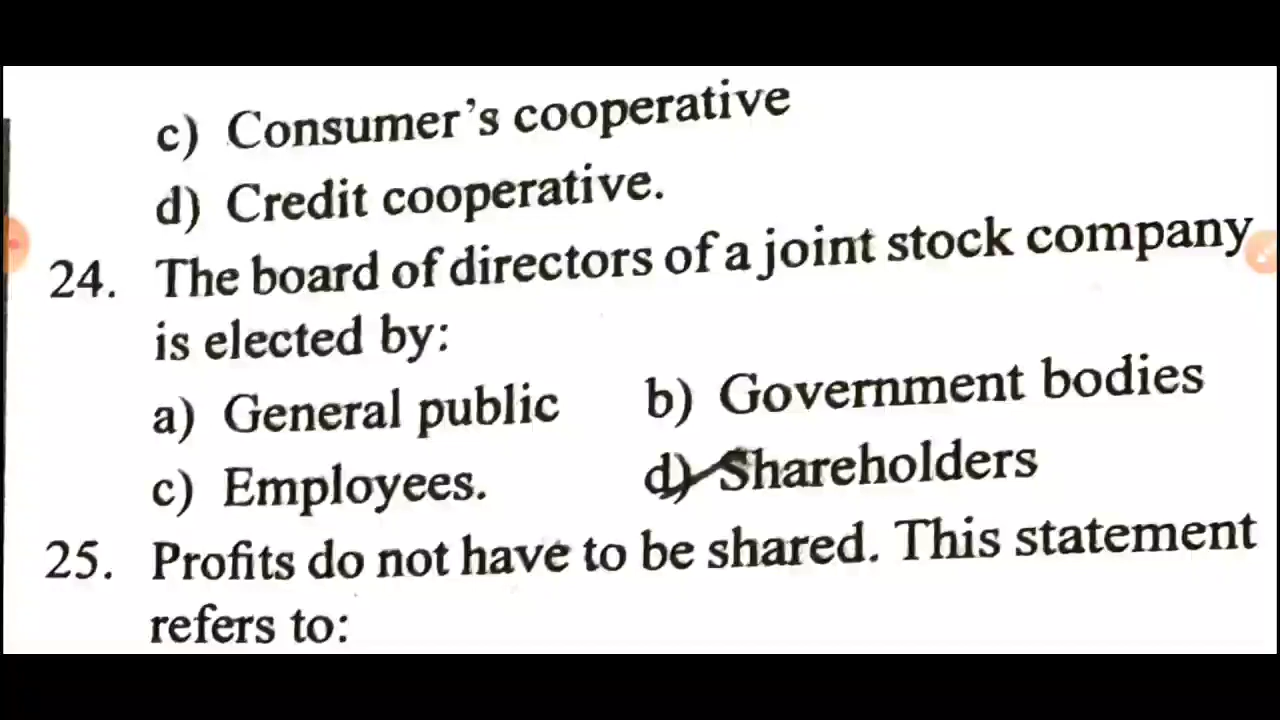 c) Consumer's cooperative
d) Credit cooperative.
24. The board of directors of a joint stock company
is elected by:
a) General public b) Government bodies
c) Employees. d) Shareholders
25. Profits do not have to be shared. This statement
refers to: